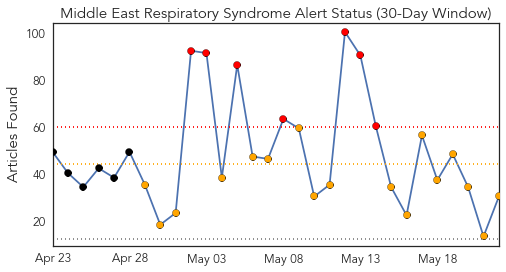 Middle East Respiratory Syndrome Alert Status (30-Day Window)
Articles Found
100
80
60
40
20
Apr 23
Apr 28
May 03
May 08
May 13
May 18